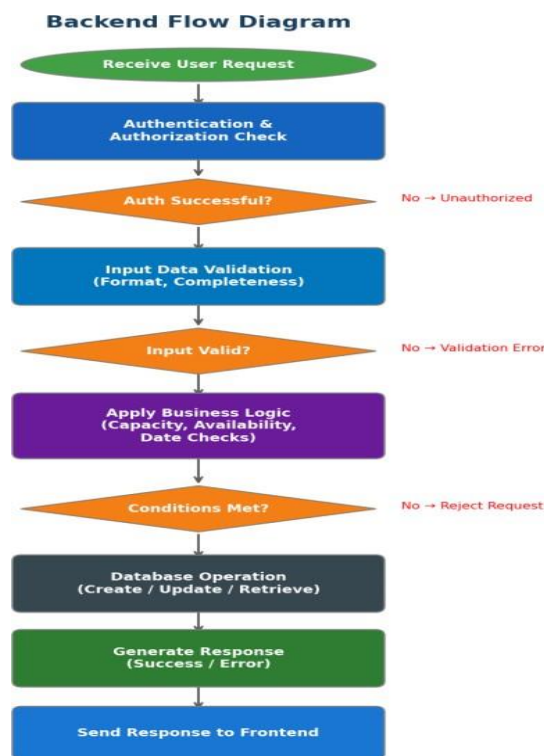 Backend Flow Diagram
Receive User Request
Authentication &
Authorization Check
Auth Successful?
No → Unauthorized
Input Data Validation
(Format, Completeness)
Input Valid?
No → Validation Error
Apply Business Logic
(Capacity, Availability,
Date Checks)
Conditions Met?
No → Reject Request
Database Operation
(Create / Update / Retrieve)
Generate Response
(Success / Error)
Send Response to Frontend